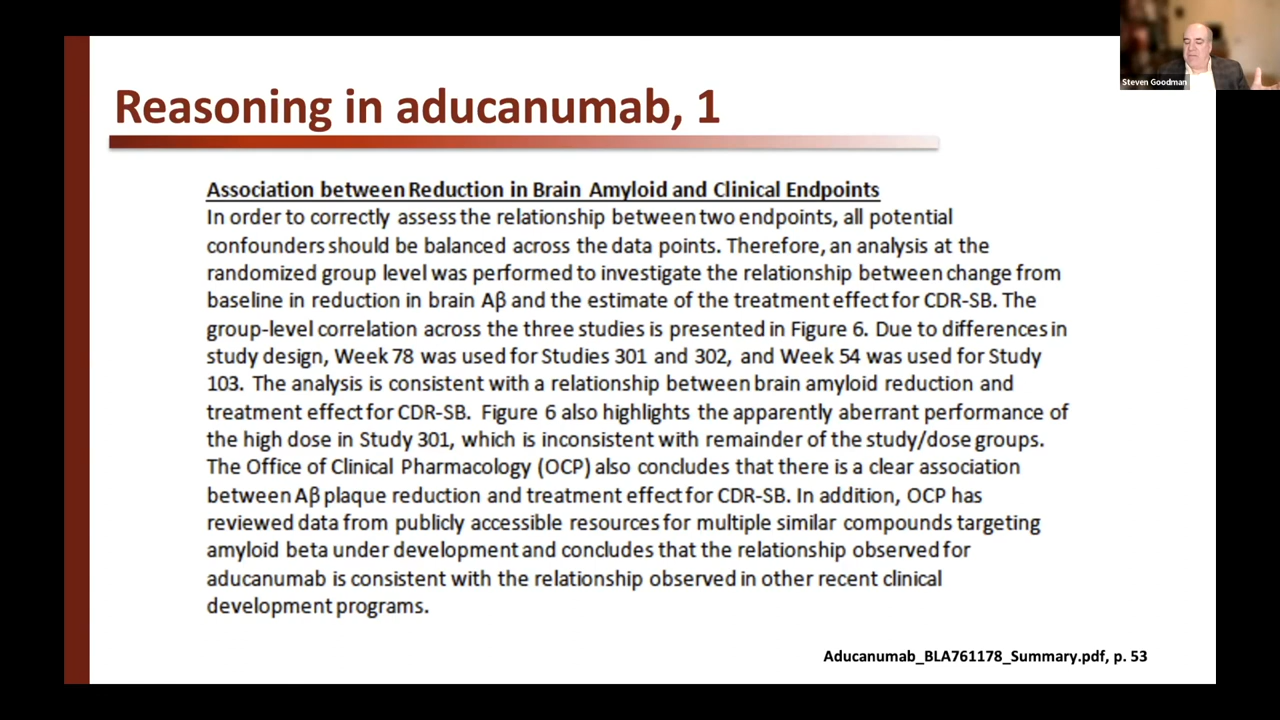 Steven Goodman
Reasoning in aducanumab, 1
Association between Reduction in Brain Amyloid and Clinical Endpoints
In order to correctly assess the relationship between two endpoints, all potential
confounders should be balanced across the data points. Therefore, an analysis at the
randomized group level was performed to investigate the relationship between change from
baseline in reduction in brain Aβ and the estimate of the treatment effect for CDR-SB. The
group-level correlation across the three studies is presented in Figure 6. Due to differences in
study design, Week 78 was used for Studies 301 and 302, and Week 54 was used for Study
103. The analysis is consistent with a relationship between brain amyloid reduction and
treatment effect for CDR-SB. Figure 6 also highlights the apparently aberrant performance of
the high dose in Study 301, which is inconsistent with remainder of the study/dose groups.
The Office of Clinical Pharmacology (OCP) also concludes that there is a clear association
between Aβ plaque reduction and treatment effect for CDR-SB. In addition, OCP has
reviewed data from publicly accessible resources for multiple similar compounds targeting
amyloid beta under development and concludes that the relationship observed for
aducanumab is consistent with the relationship observed in other recent clinical
development programs.
Aducanumab_BLA761178_Summary.pdf, p. 53